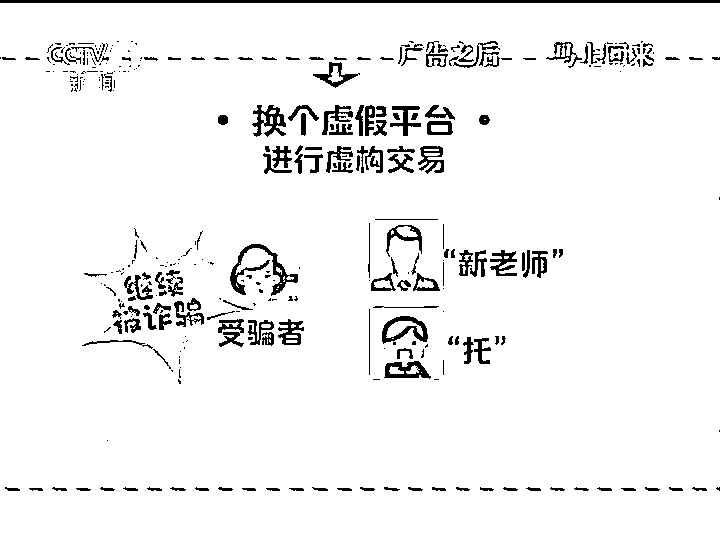 CCTV
新闻
广告之后 马上回来
• 换个虚假平台 •
进行虚构交易
继续
被诈骗
受骗者
“新老师”
“托”